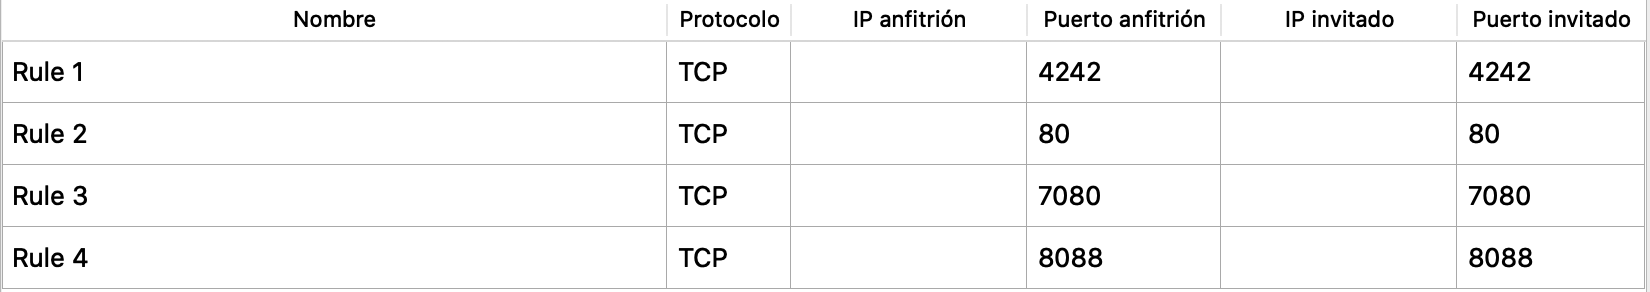 Nombre Protocolo IP anfitrión Puerto anfitrión IP invitado Puerto invitado
Rule 1 TCP 4242 4242
Rule 2 TCP 80 80
Rule 3 TCP 7080 7080
Rule 4 TCP 8088 8088